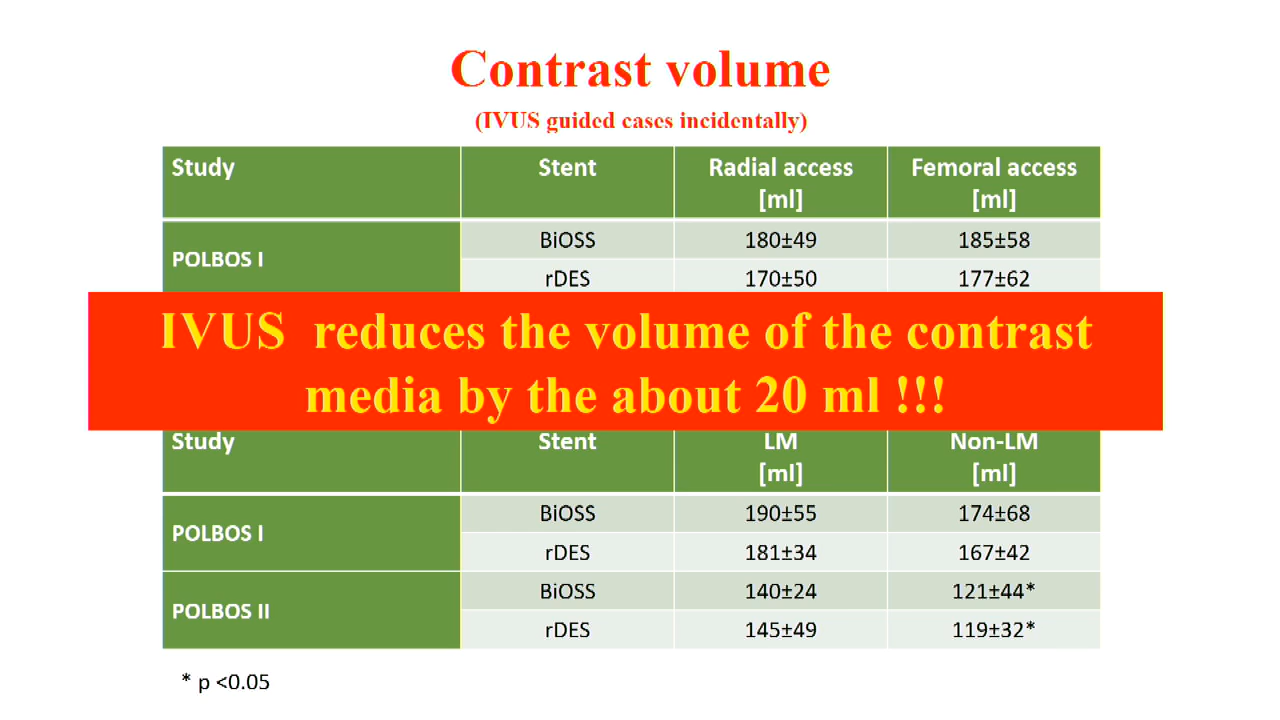 Contrast volume
(IVUS guided cases incidentally)
Study Stent Radial access [ml] Femoral access [ml]
POLBOS I BiOSS 180±49 185±58
rDES 170±50 177±62
IVUS reduces the volume of the contrast
media by the about 20 ml !!!
Study Stent LM [ml] Non-LM [ml]
POLBOS I BiOSS 190±55 174±68
rDES 181±34 167±42
POLBOS II BiOSS 140±24 121±44*
rDES 145±49 119±32*
* p <0.05